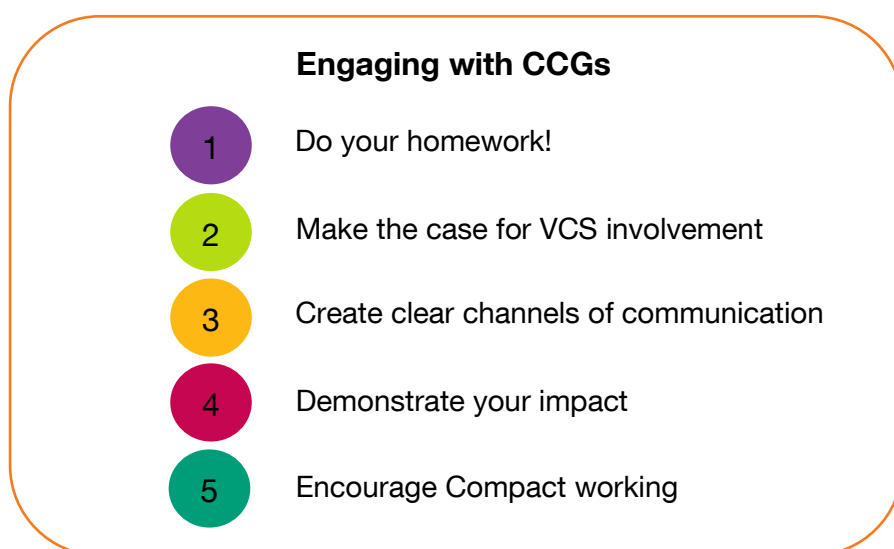 Engaging with CCGs
1 Do your homework!
2 Make the case for VCS involvement
3 Create clear channels of communication
4 Demonstrate your impact
5 Encourage Compact working